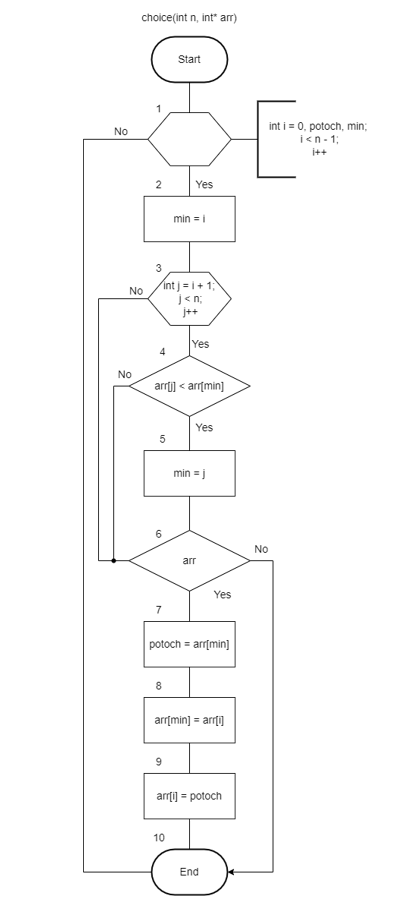 choice(int n, int* arr)
Start
1
No
int i = 0, potoch, min;
i < n - 1;
i++
2
Yes
min = i
3
No
int j = i + 1;
j < n;
j++
Yes
4
No
arr[j] < arr[min]
Yes
5
min = j
6
No
arr
Yes
7
potoch = arr[min]
8
arr[min] = arr[i]
9
arr[i] = potoch
10
End